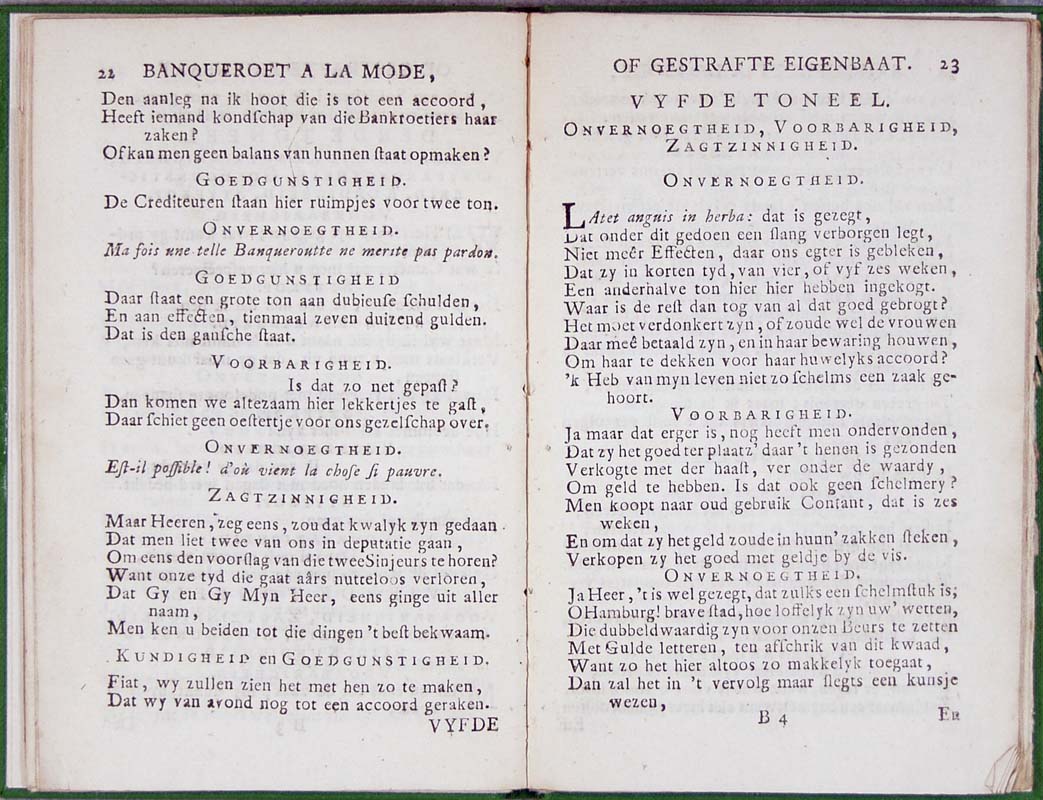 22 BANQUEROET A LA MODE,
Den aanleg na ik hoor die is tot een accoord,
Heeft iemand kondſchap van die Bankroetiers haar
zaken?
Of kan men geen balans van hunnen ſtaat opmaken?
GOEDGUNSTIGHEID.
De Crediteuren ſtaan hier ruimpjes voor twee ton.
ONVERNOEGTHEID.
Ma fois une telle Banqueroutte ne merite pas pardon.
GOEDGUNSTIGHEID
Daar ſtaat een grote ton aan dubieuſe ſchulden,
En aan effecten, tienmaal zeven duizend gulden.
Dat is den ganſche ſtaat.
VOORBARIGHEID.
Is dat zo net gepaſt?
Dan komen we altezaam hier lekkertjes te gaſt,
Daar ſchiet geen oeſtertje voor ons gezelſchap over.
ONVERNOEGTHEID.
Eſt-il poſſible! d'où vient la choſe ſi pauvre.
ZAGTZINNIGHEID.
Maar Heeren, zeg eens, zou dat kwalyk zyn gedaan
Dat men liet twee van ons in deputatie gaan,
Om eens den voorſlag van die twee Sinjeurs te horen?
Want onze tyd die gaat aârs nutteloos verloren,
Dat Gy en Gy Myn Heer, eens ginge uit aller
naam,
Men ken u beiden tot die dingen 't beſt bekwaam.
KUNDIGHEID en GOEDGUNSTIGHEID.
Fiat, wy zullen zien het met hen zo te maken,
Dat wy van avond nog tot een accoord geraken.
VYFDE
OF GESTRAFTE EIGENBAAT. 23
VYFDE TONEEL.
ONVERNOEGTHEID, VOORBARIGHEID,
ZAGTZINNIGHEID.
ONVERNOEGTHEID.
LAtet anguis in herba: dat is gezegt,
Dat onder dit gedoen een ſlang verborgen legt,
Niet meêr Effecten, daar ons egter is gebleken,
Dat zy in korten tyd, van vier, of vyf zes weken,
Een anderhalve ton hier hier hebben ingekogt.
Waar is de reſt dan tog van al dat goed gebrogt?
Het moet verdonkert zyn, of zoude wel de vrouwen
Daar meê betaald zyn, en in haar bewaring houwen,
Om haar te dekken voor haar huwelyks accoord?
'k Heb van myn leven niet zo ſchelms een zaak ge-
hoort.
VOORBARIGHEID.
Ja maar dat erger is, nog heeft men ondervonden,
Dat zy het goed ter plaatz' daar 't henen is gezonden
Verkogte met der haaſt, ver onder de waardy,
Om geld te hebben. Is dat ook geen ſchelmery?
Men koopt naar oud gebruik Contant, dat is zes
weken,
En om dat zy het geld zoude in hunn' zakken ſteken,
Verkopen zy het goed met geldje by de vis.
ONVERNOEGTHEID.
Ja Heer, 't is wel gezegt, dat zulks een ſchelmſtuk is;
O Hamburg! brave ſtad, hoe loffelyk zyn uw' wetten,
Die dubbeld waardig zyn voor onzen Beurs te zetten
Met Gulde letteren, ten affchrik van dit kwaad,
Want zo het hier altoos zo makkelyk toegaat,
Dan zal het in 't vervolg maar ſlegts een kunsje
wezen,
B 4
En